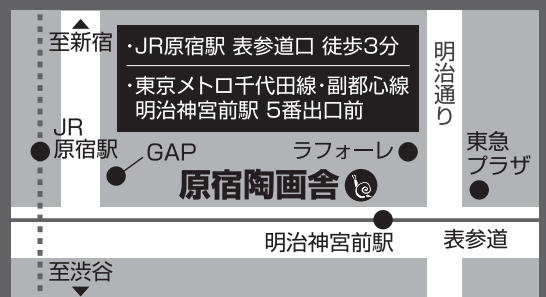 至新宿
・JR原宿駅 表参道口 徒歩3分
・東京メトロ千代田線・副都心線
明治神宮前駅 5番出口前
明治通り
JR
原宿駅
GAP
ラフォーレ
東急
プラザ
原宿陶画舎
明治神宮前駅
表参道
至渋谷